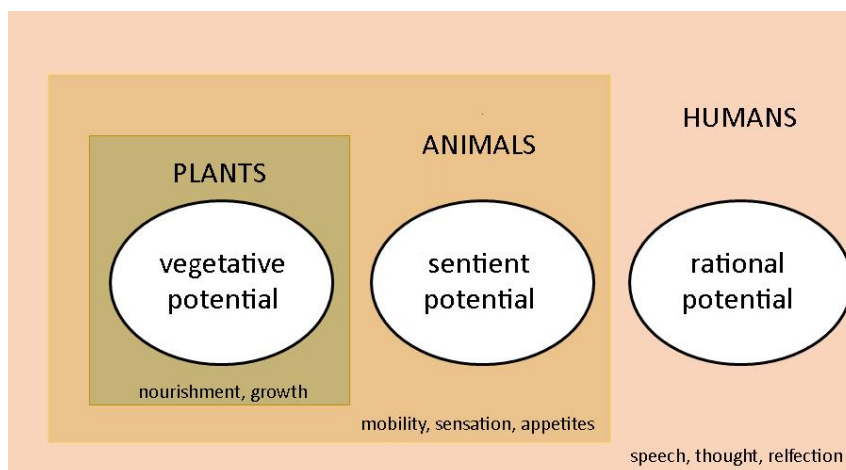 HUMANS
ANIMALS
PLANTS
vegetative
potential
sentient
potential
rational
potential
nourishment, growth
mobility, sensation, appetites
speech, thought, relfection